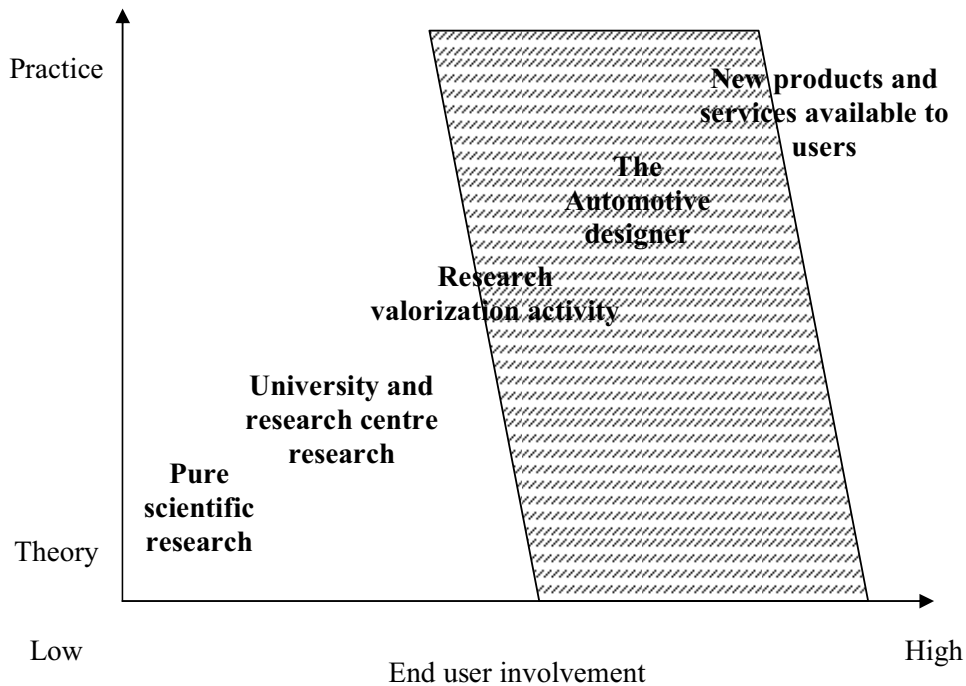 Practice
New products and
services available to
users
The
Automotive
designer
Research
valorization activity
University and
research centre
research
Pure
scientific
research
Theory
Low
High
End user involvement